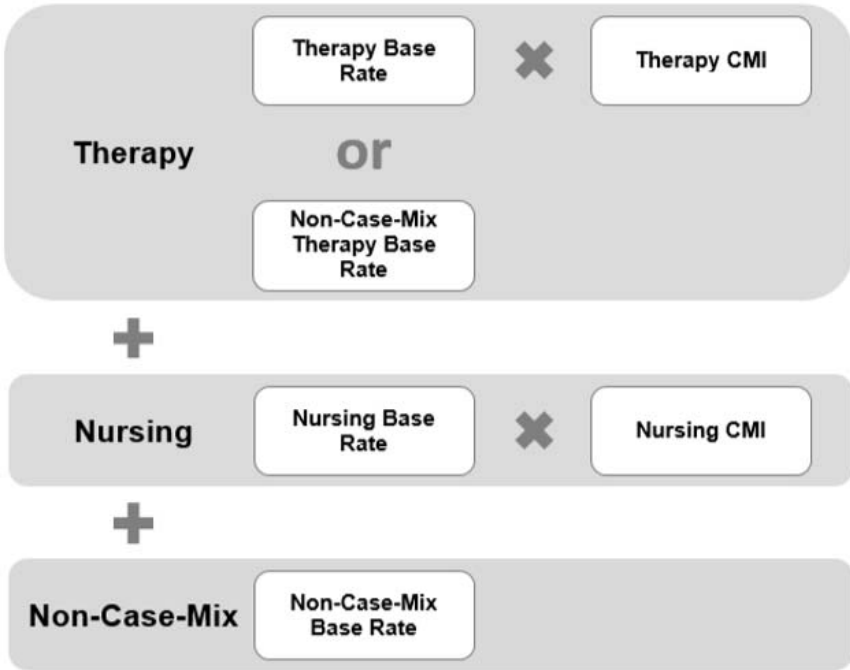 Therapy Base
Rate
Therapy CMI
Therapy
or
Non-Case-Mix
Therapy Base
Rate
Nursing
Nursing Base
Rate
Nursing CMI
Non-Case-Mix
Non-Case-Mix
Base Rate